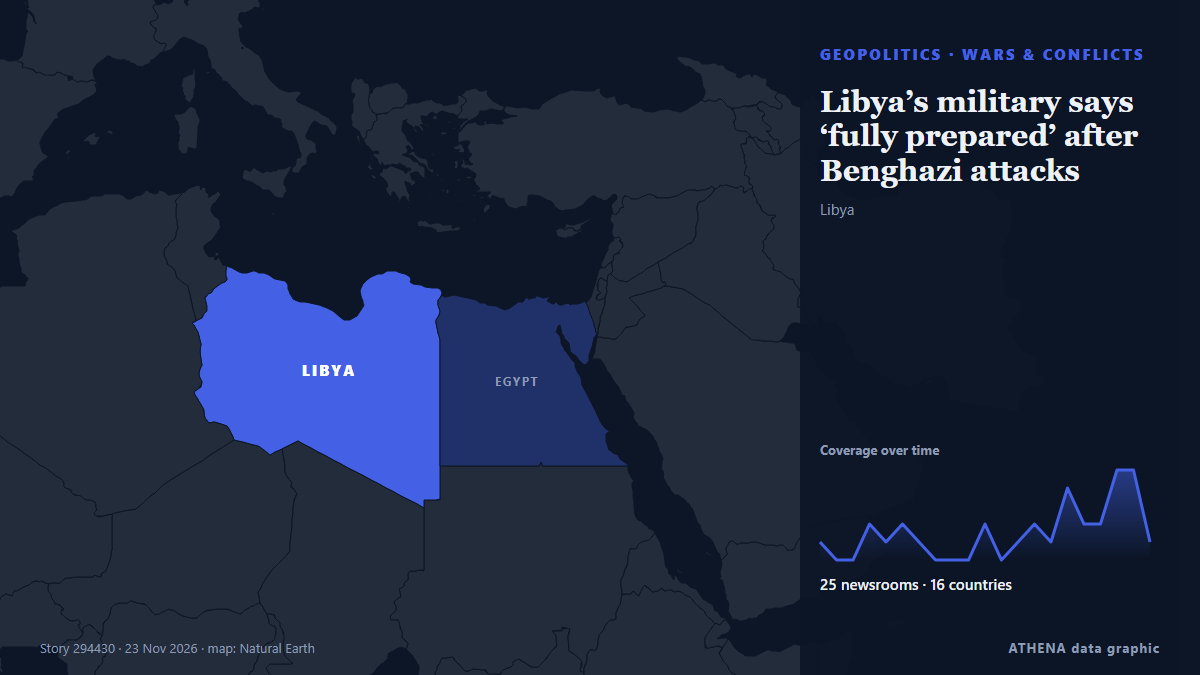 GEOPOLITICS · WARS & CONFLICTS
Libya’s military says
‘fully prepared’ after
Benghazi attacks
Libya
LIBYA
EGYPT
Coverage over time
25 newsrooms · 16 countries
Story 294430 · 23 Nov 2026 · map: Natural Earth
ATHENA data graphic